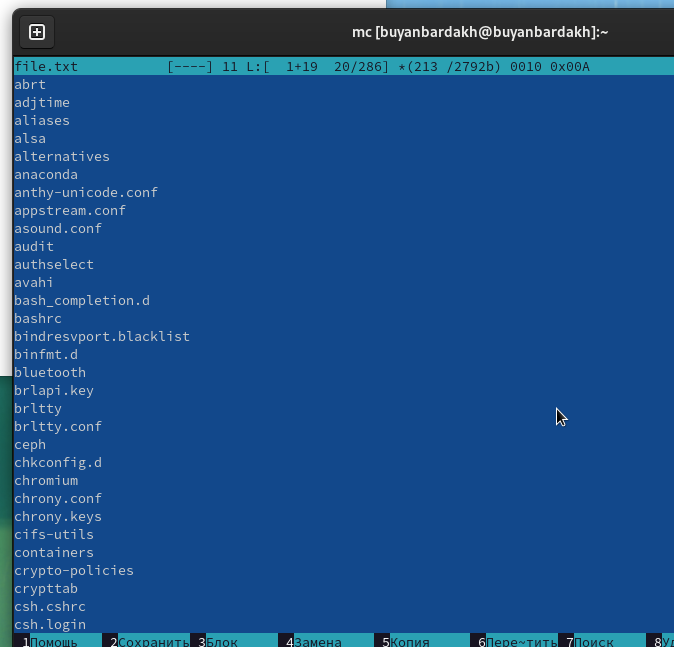 mc [buyanbardakh@buyanbardakh]:~
file.txt [----] 11 L:[ 1+19 20/286] *(213 /2792b) 0010 0x00A
abrt
adjtime
aliases
alsa
alternatives
anaconda
anthy-unicode.conf
appstream.conf
asound.conf
audit
authselect
avahi
bash_completion.d
bashrc
bindresvport.blacklist
binfmt.d
bluetooth
brlapi.key
brltty
brltty.conf
ceph
chkconfig.d
chromium
chrony.conf
chrony.keys
cifs-utils
containers
crypto-policies
crypttab
csh.cshrc
csh.login
1Помощь 2Сохранить 3Блок 4Замена 5Копия 6Пере~тить 7Поиск 8